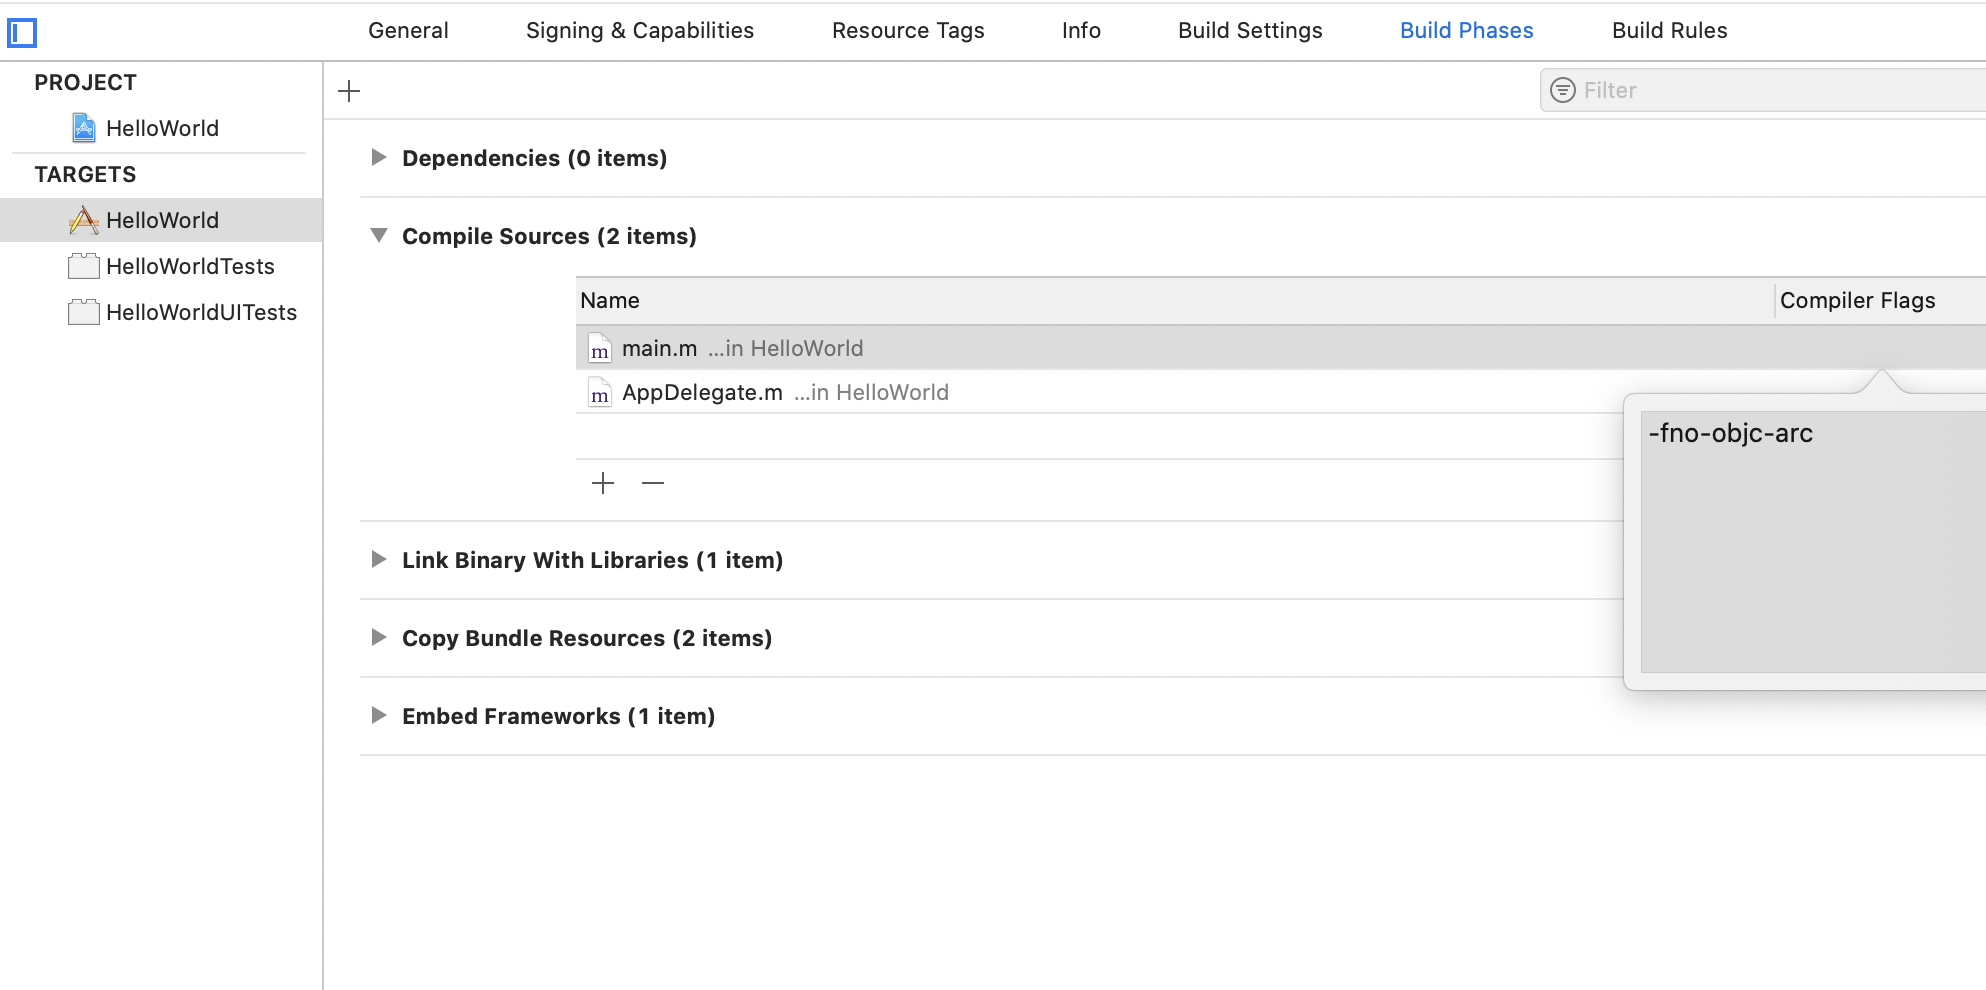 General Signing & Capabilities Resource Tags Info Build Settings Build Phases Build Rules
PROJECT
HelloWorld
TARGETS
HelloWorld
HelloWorldTests
HelloWorldUITests
Filter
Dependencies (0 items)
Compile Sources (2 items)
Name Compiler Flags
m main.m ...in HelloWorld
m AppDelegate.m ...in HelloWorld
-fno-objc-arc
Link Binary With Libraries (1 item)
Copy Bundle Resources (2 items)
Embed Frameworks (1 item)